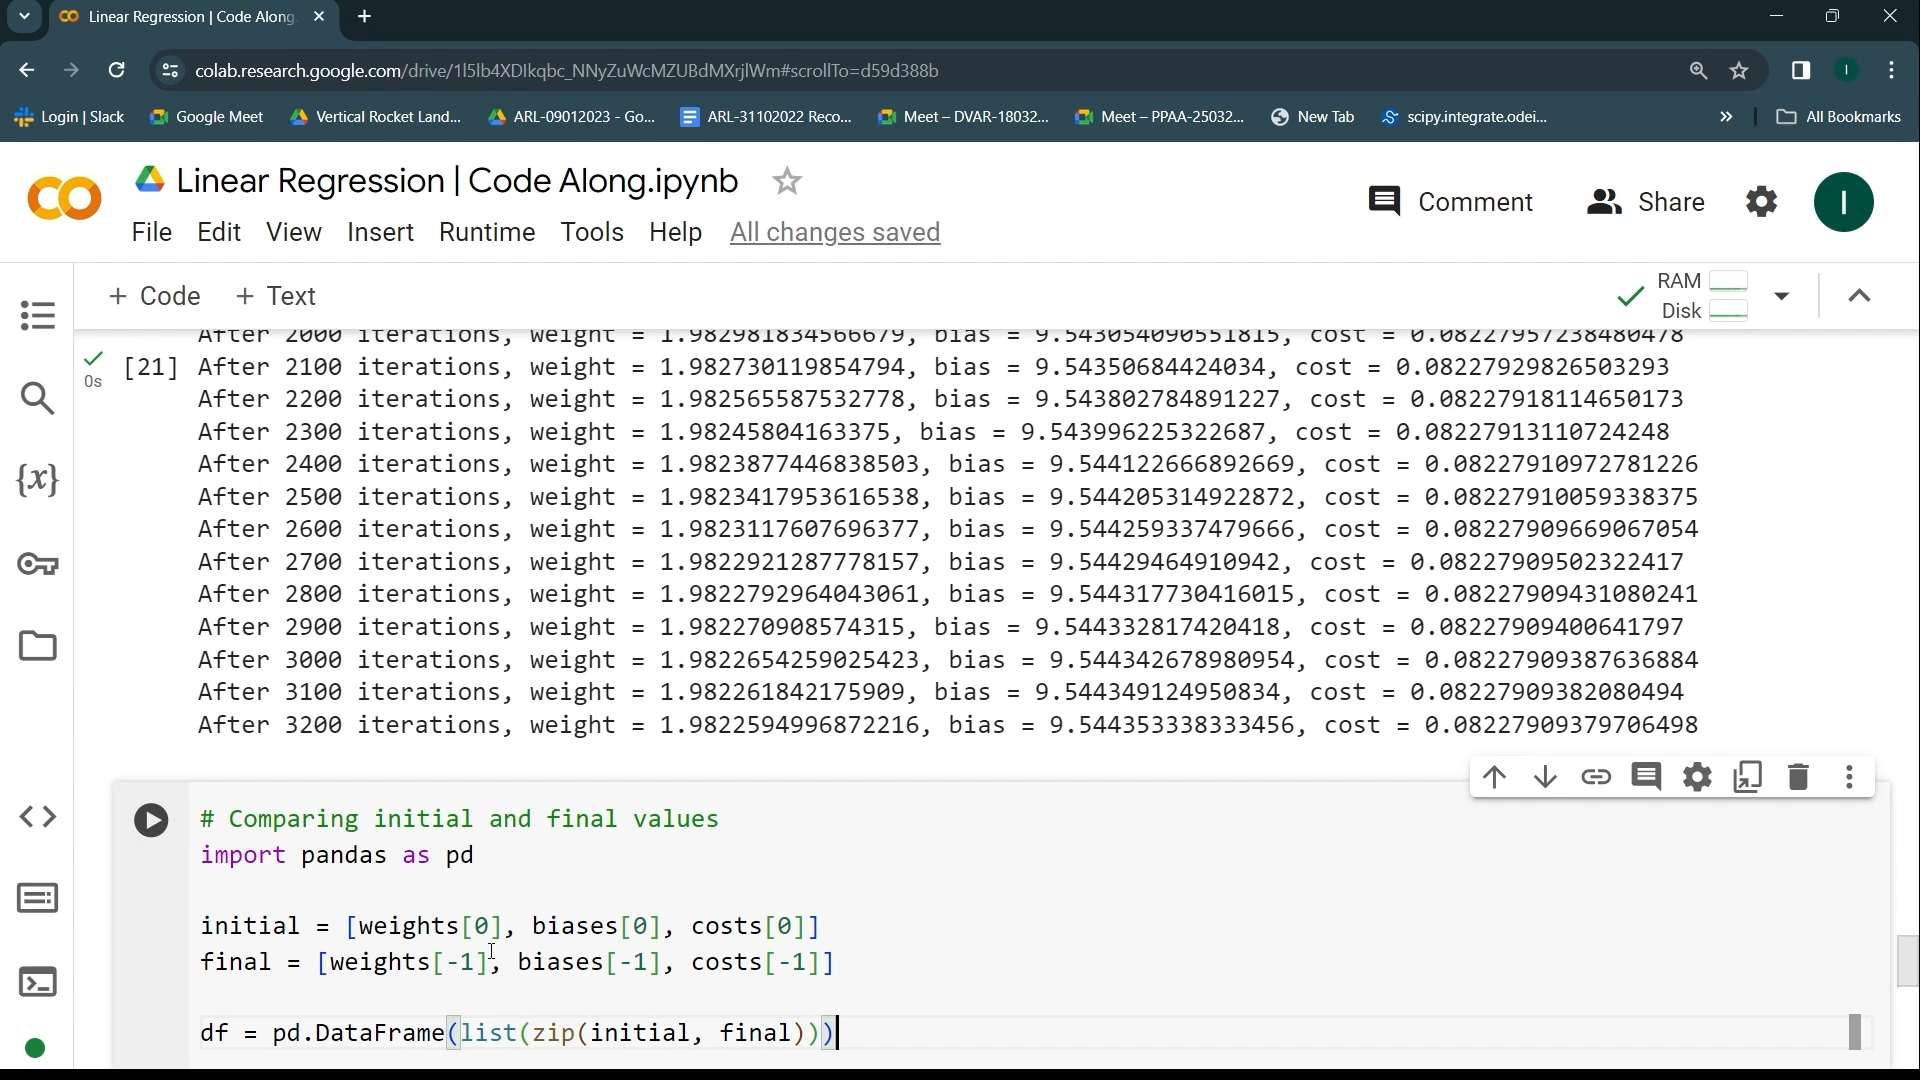 Linear Regression | Code Along.
colab.research.google.com/drive/1l5lb4XDlkqbc_NNyZuWcMZUBdMXrjlWm#scrollTo=d59d388b
I
Login | Slack
Google Meet
Vertical Rocket Land...
ARL-09012023 - Go...
ARL-31102022 Reco...
Meet – DVAR-18032...
Meet – PPAA-25032...
New Tab
scipy.integrate.odei...
»
All Bookmarks
Linear Regression | Code Along.ipynb
Comment
Share
I
File Edit View Insert Runtime Tools Help All changes saved
+ Code + Text
RAM
Disk
After 2000 iterations, weight = 1.982981834566679, bias = 9.543054090551815, cost = 0.08227957238480478
[21] After 2100 iterations, weight = 1.982730119854794, bias = 9.54350684424034, cost = 0.08227929826503293
0s
After 2200 iterations, weight = 1.982565587532778, bias = 9.543802784891227, cost = 0.08227918114650173
After 2300 iterations, weight = 1.98245804163375, bias = 9.543996225322687, cost = 0.08227913110724248
After 2400 iterations, weight = 1.9823877446838503, bias = 9.544122666892669, cost = 0.08227910972781226
After 2500 iterations, weight = 1.9823417953616538, bias = 9.544205314922872, cost = 0.08227910059338375
After 2600 iterations, weight = 1.9823117607696377, bias = 9.544259337479666, cost = 0.08227909669067054
After 2700 iterations, weight = 1.9822921287778157, bias = 9.54429464910942, cost = 0.08227909502322417
After 2800 iterations, weight = 1.9822792964043061, bias = 9.544317730416015, cost = 0.08227909431080241
After 2900 iterations, weight = 1.982270908574315, bias = 9.544332817420418, cost = 0.08227909400641797
After 3000 iterations, weight = 1.9822654259025423, bias = 9.544342678980954, cost = 0.08227909387636884
After 3100 iterations, weight = 1.982261842175909, bias = 9.544349124950834, cost = 0.08227909382080494
After 3200 iterations, weight = 1.9822594996872216, bias = 9.544353338333456, cost = 0.08227909379706498
# Comparing initial and final values
import pandas as pd
initial = [weights[0], biases[0], costs[0]]
final = [weights[-1], biases[-1], costs[-1]]
df = pd.DataFrame(list(zip(initial, final)))
{x}